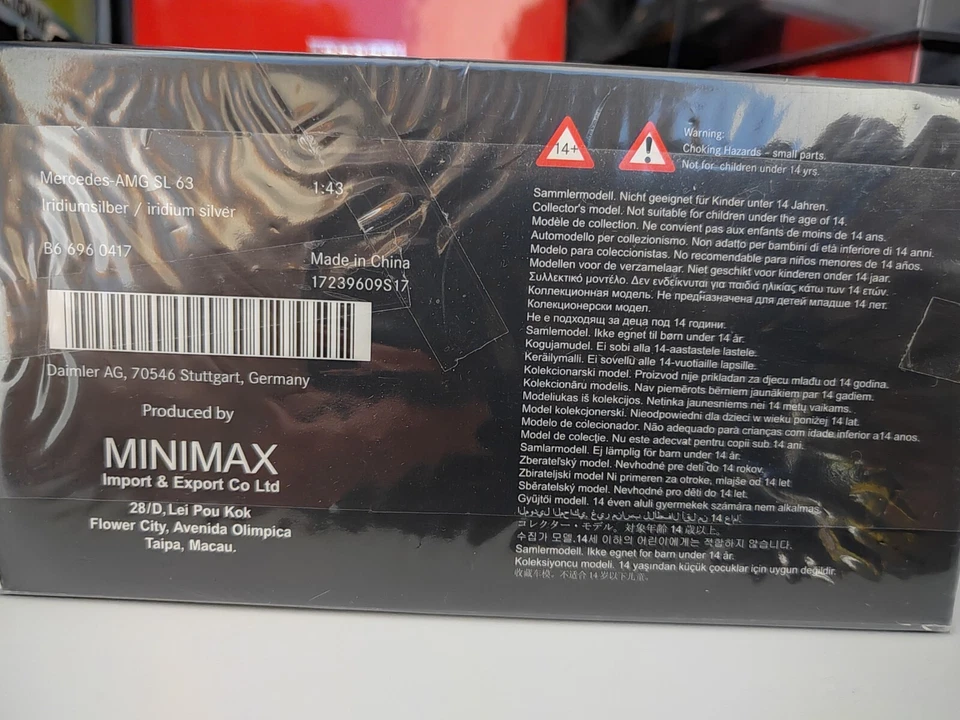 Mercedes-AMG SL 63
1:43
Iridiumsilber / iridium silver
B6 696 0417
Made in China
17239609S17
Daimler AG, 70546 Stuttgart, Germany
Produced by
MINIMAX
Import & Export Co Ltd
28/D, Lei Pou Kok
Flower City, Avenida Olimpica
Taipa, Macau.
14+
!
Warning:
Choking Hazards - small parts.
Not for children under 14 yrs.
Sammlermodell. Nicht geeignet für Kinder unter 14 Jahren.
Collector's model. Not suitable for children under the age of 14.
Modèle de collection. Ne convient pas aux enfants de moins de 14 ans.
Automodello per collezionismo. Non adatto per bambini di età inferiore di 14 anni.
Modelo para coleccionistas. No recomendable para niños menores de 14 años.
Modellen voor de verzamelaar. Niet geschikt voor kinderen onder 14 jaar.
Συλλεκτικό μοντέλο. Δεν ενδείκνυται για παιδιά ηλικίας κάτω των 14 ετών.
Коллекционная модель. Не предназначена для детей младше 14 лет.
Колекционерски модел.
Не е подходящ за деца под 14 години.
Samlemodel. Ikke egnet til børn under 14 år.
Kogujamudel. Ei sobi alla 14-aastastele lastele.
Keräilymalli. Ei sovellu alle 14-vuotiaille lapsille.
Kolekcionarski model. Proizvod nije prikladan za djecu mlađu od 14 godina.
Kolekcionāru modelis. Nav piemērots bērniem jaunākiem par 14 gadiem.
Modeliukas iš kolekcijos. Netinka jaunesniems nei 14 metų vaikams.
Model kolekcjonerski. Nieodpowiedni dla dzieci w wieku poniżej 14 lat.
Modelo de colecionador. Não adequado para crianças com idade inferior a14 anos.
Model de colecție. Nu este adecvat pentru copii sub 14 ani.
Samlarmodell. Ej lämplig för barn under 14 år.
Zberateľský model. Nevhodné pre deti do 14 rokov.
Zbirateljski model Ni primeren za otroke, mlajše od 14 let
Sběratelský model. Nevhodné pro děti do 14 let.
Gyűjtői modell. 14 éven aluli gyermekek számára nem alkalmas.
14
コレクター・モデル。対象年齢 14 歳以上。
수집가 모델.14세 이하의 어린이에게는 적합하지 않습니다.
Samlermodell. Ikke egnet for barn under 14 år.
Koleksiyoncu modeli. 14 yaşından küçük çocuklar için uygun değildir.
收藏车模。不适合 14 岁以下儿童。